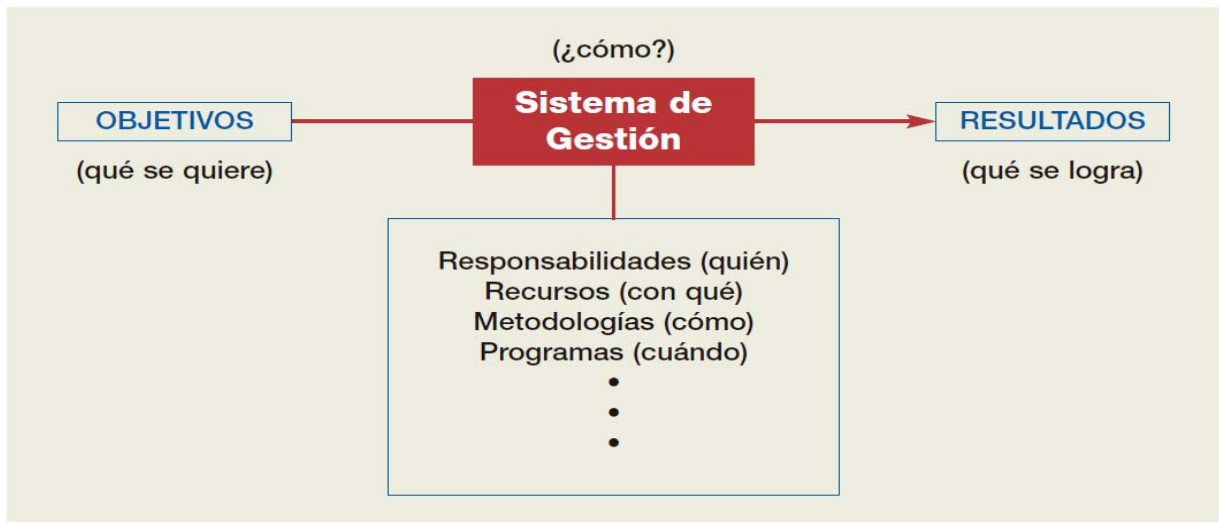 (¿cómo?)
OBJETIVOS
(qué se quiere)
Sistema de
Gestión
RESULTADOS
(qué se logra)
Responsabilidades (quién)
Recursos (con qué)
Metodologías (cómo)
Programas (cuándo)
•
•
•